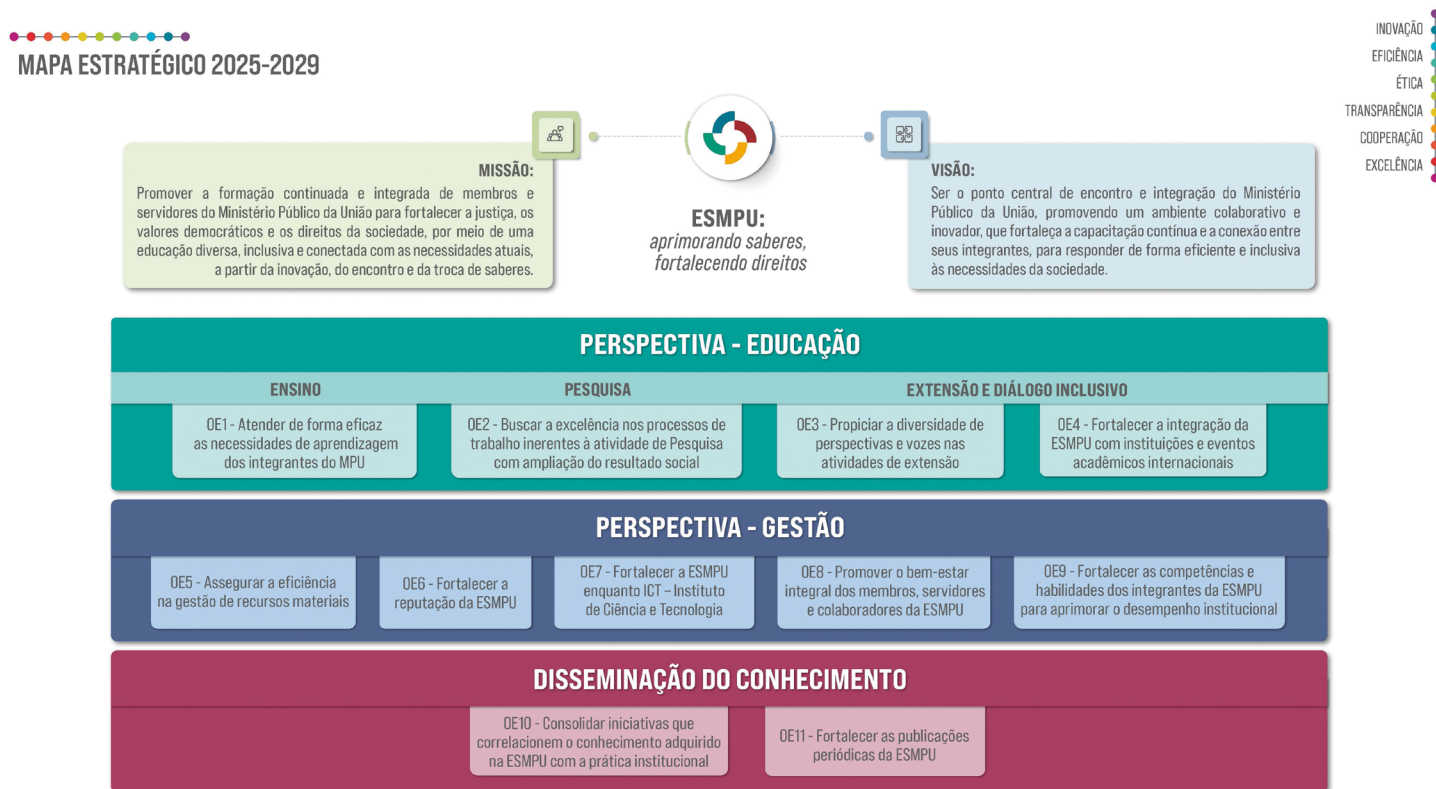 MAPA ESTRATÉGICO 2025-2029
INOVAÇÃO
EFICIÊNCIA
ÉTICA
TRANSPARÊNCIA
COOPERAÇÃO
EXCELÊNCIA
MISSÃO:
Promover a formação continuada e integrada de membros e
servidores do Ministério Público da União para fortalecer a justiça, os
valores democráticos e os direitos da sociedade, por meio de uma
educação diversa, inclusiva e conectada com as necessidades atuais,
a partir da inovação, do encontro e da troca de saberes.
ESMPU:
aprimorando saberes,
fortalecendo direitos
VISÃO:
Ser o ponto central de encontro e integração do Ministério
Público da União, promovendo um ambiente colaborativo e
inovador, que fortaleça a capacitação contínua e a conexão entre
seus integrantes, para responder de forma eficiente e inclusiva
às necessidades da sociedade.
PERSPECTIVA - EDUCAÇÃO
ENSINO
PESQUISA
EXTENSÃO E DIÁLOGO INCLUSIVO
OE1 - Atender de forma eficaz
as necessidades de aprendizagem
dos integrantes do MPU
OE2 - Buscar a excelência nos processos de
trabalho inerentes à atividade de Pesquisa
com ampliação do resultado social
OE3 - Propiciar a diversidade de
perspectivas e vozes nas
atividades de extensão
OE4 - Fortalecer a integração da
ESMPU com instituições e eventos
acadêmicos internacionais
PERSPECTIVA - GESTÃO
OE5 - Assegurar a eficiência
na gestão de recursos materiais
OE6 - Fortalecer a
reputação da ESMPU
OE7 - Fortalecer a ESMPU
enquanto ICT – Instituto
de Ciência e Tecnologia
OE8 - Promover o bem-estar
integral dos membros, servidores
e colaboradores da ESMPU
OE9 - Fortalecer as competências e
habilidades dos integrantes da ESMPU
para aprimorar o desempenho institucional
DISSEMINAÇÃO DO CONHECIMENTO
OE10 - Consolidar iniciativas que
correlacionem o conhecimento adquirido
na ESMPU com a prática institucional
OE11 - Fortalecer as publicações
periódicas da ESMPU